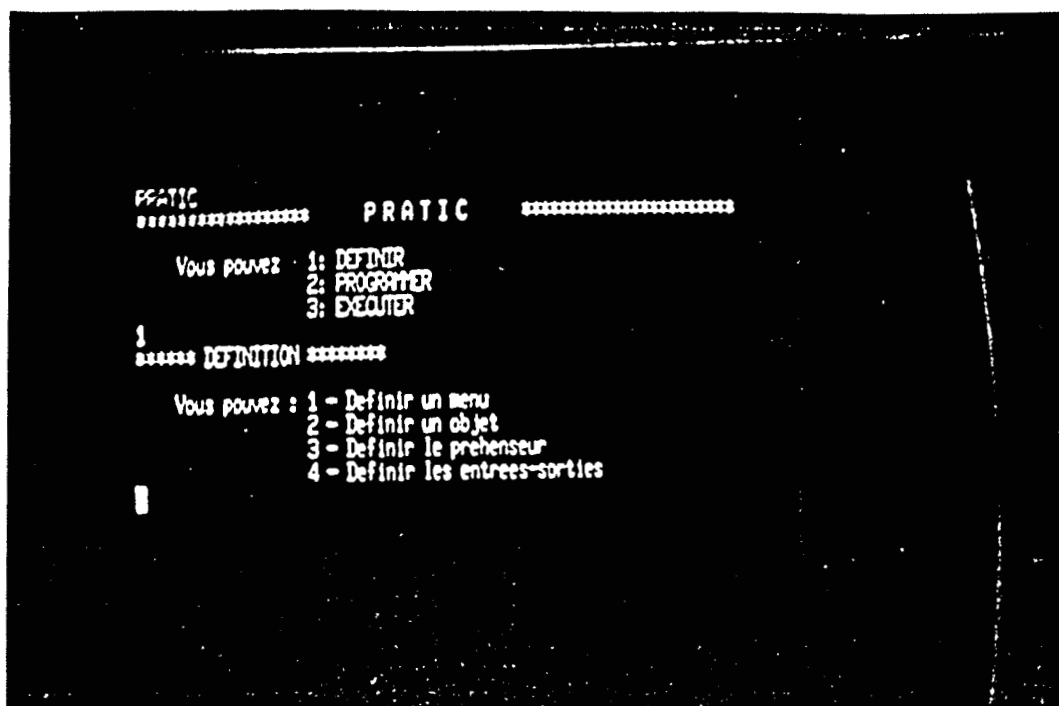 PRATIC
****************** PRATIC **********************
Vous pouvez : 1: DEFINIR
2: PROGRAMMER
3: EXECUTER
1
****** DEFINITION ********
Vous pouvez : 1 - Definir un menu
2 - Definir un objet
3 - Definir le prehenseur
4 - Definir les entrees-sorties